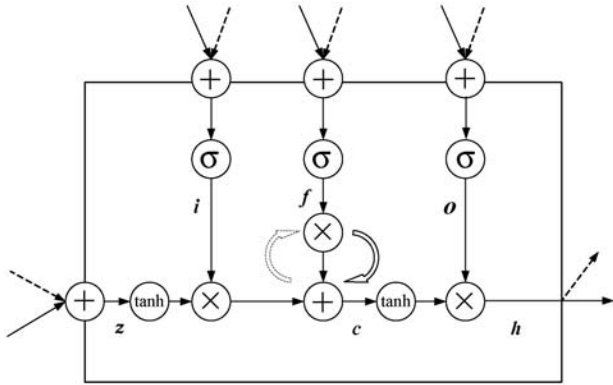 + + +
σ σ σ
i f o
×
+ tanh × + tanh ×
z c h